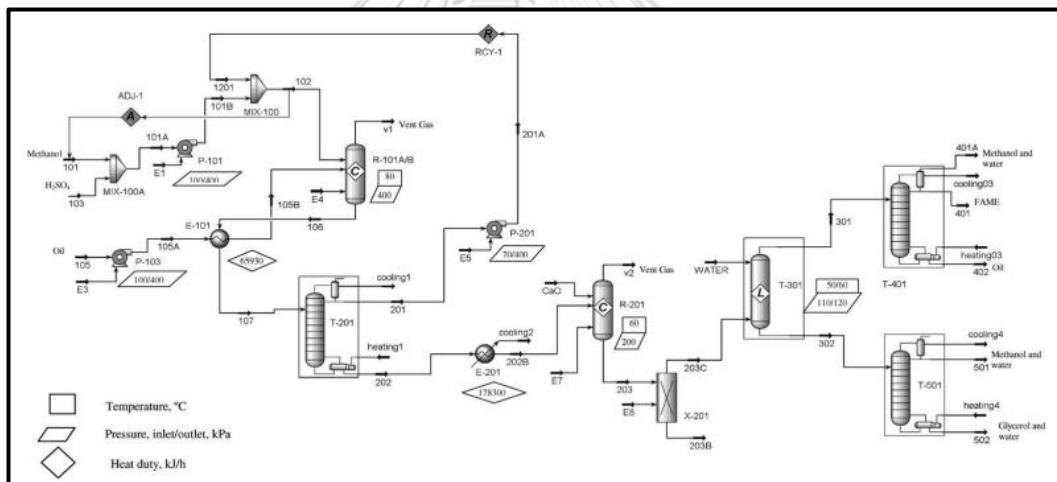 RCY-1
R
1201
102
101B
MIX-100
ADJ-1
A
v1
Vent Gas
201A
101A
Methanol
101
P-101
E1
100/400
MIX-100A
H₂SO₄
103
R-101A/B
C
80
400
E4
105B
106
E-101
65930
Oil
105
105A
P-103
E3
100/400
P-201
E5
70/400
107
cooling1
T-201
201
heating1
202
cooling2
E-201
202B
178300
v2
Vent Gas
CaO
R-201
C
60
200
E7
203
203C
E8
X-201
203B
WATER
T-301
L
50/60
110/120
301
302
401A
Methanol and
water
cooling03
FAME
401
heating03
Oil
402
T-401
cooling4
Methanol and
water
501
T-501
heating4
Glycerol and
water
502
Temperature, °C
Pressure, inlet/outlet, kPa
Heat duty, kJ/h